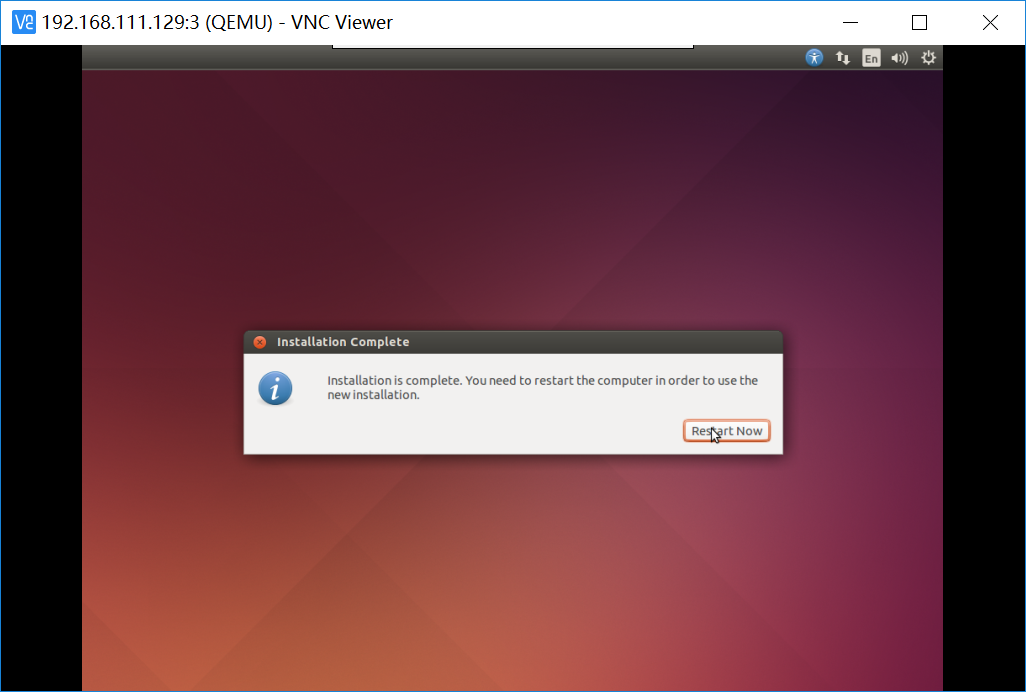 192.168.111.129:3 (QEMU) - VNC Viewer
En
Installation Complete
Installation is complete. You need to restart the computer in order to use the
new installation.
Restart Now